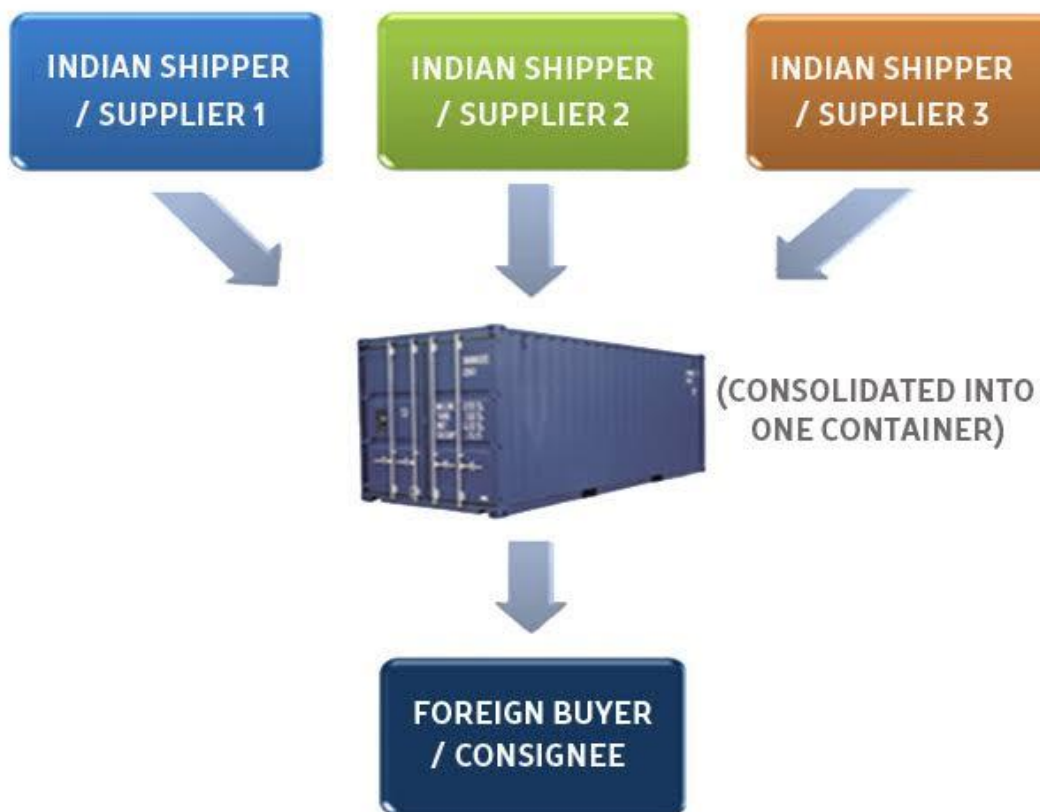 INDIAN SHIPPER
/ SUPPLIER 1
INDIAN SHIPPER
/ SUPPLIER 2
INDIAN SHIPPER
/ SUPPLIER 3
(CONSOLIDATED INTO
ONE CONTAINER)
FOREIGN BUYER
/ CONSIGNEE